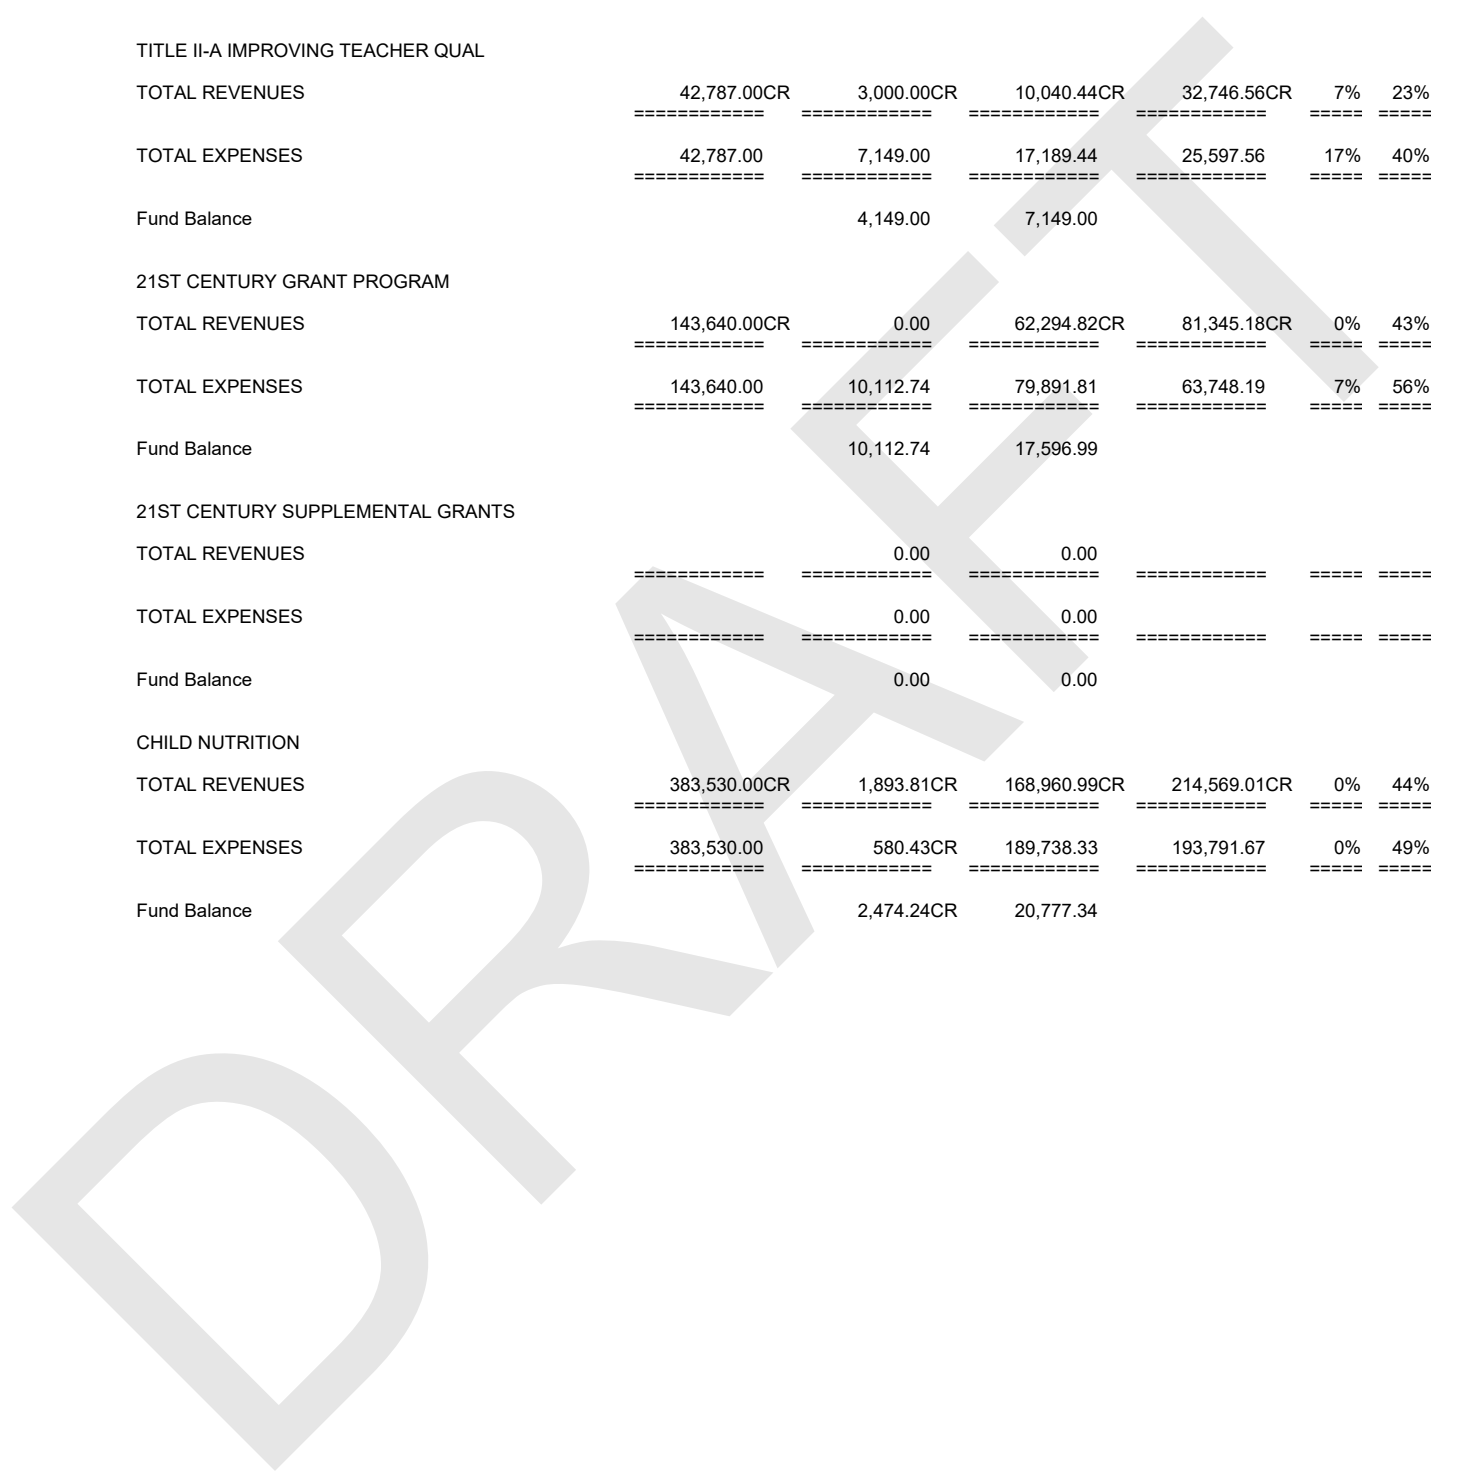 TITLE II-A IMPROVING TEACHER QUAL
TOTAL REVENUES 42,787.00CR 3,000.00CR 10,040.44CR 32,746.56CR 7% 23%
============ ============ ============ ============ ===== =====
TOTAL EXPENSES 42,787.00 7,149.00 17,189.44 25,597.56 17% 40%
============ ============ ============ ============ ===== =====
Fund Balance 4,149.00 7,149.00
21ST CENTURY GRANT PROGRAM
TOTAL REVENUES 143,640.00CR 0.00 62,294.82CR 81,345.18CR 0% 43%
============ ============ ============ ============ ===== =====
TOTAL EXPENSES 143,640.00 10,112.74 79,891.81 63,748.19 7% 56%
============ ============ ============ ============ ===== =====
Fund Balance 10,112.74 17,596.99
21ST CENTURY SUPPLEMENTAL GRANTS
TOTAL REVENUES 0.00 0.00
============ ============ ============ ============ ===== =====
TOTAL EXPENSES 0.00 0.00
============ ============ ============ ============ ===== =====
Fund Balance 0.00 0.00
CHILD NUTRITION
TOTAL REVENUES 383,530.00CR 1,893.81CR 168,960.99CR 214,569.01CR 0% 44%
============ ============ ============ ============ ===== =====
TOTAL EXPENSES 383,530.00 580.43CR 189,738.33 193,791.67 0% 49%
============ ============ ============ ============ ===== =====
Fund Balance 2,474.24CR 20,777.34
DRAFT